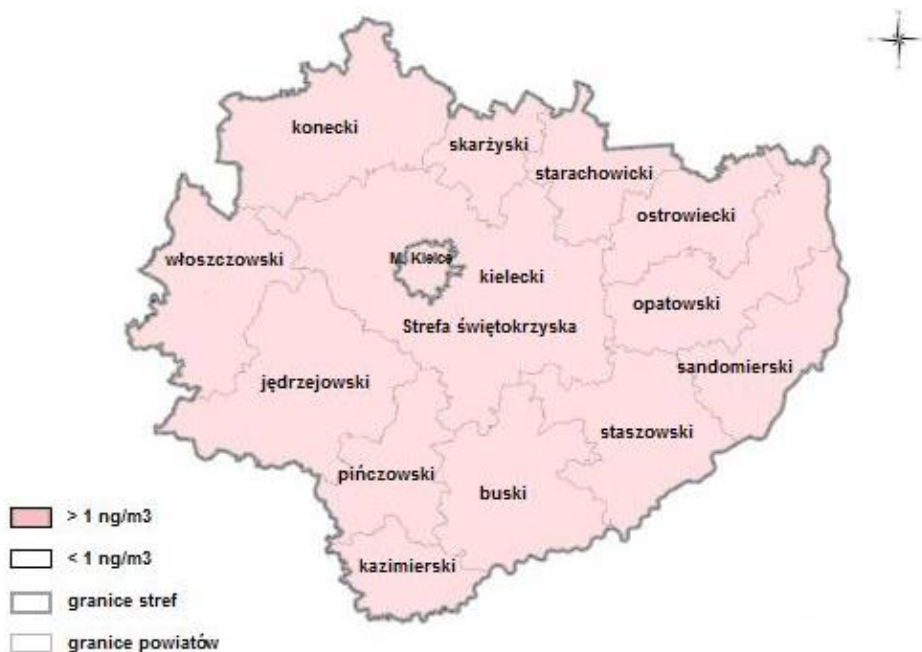 konecki
skarżyski
starachowicki
ostrowiecki
włoszczowski
M. Kielce
kielecki
opatowski
Strefa świętokrzyska
sandomierski
jędrzejowski
staszowski
pińczowski
buski
kazimierski
> 1 ng/m3
< 1 ng/m3
granice stref
granice powiatów